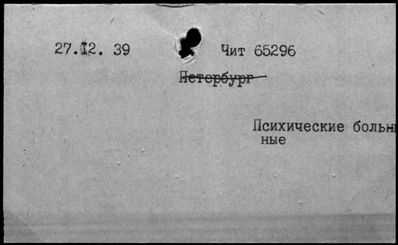 27.12. 39 Чит 65296
Петербург
Психические больн
ные